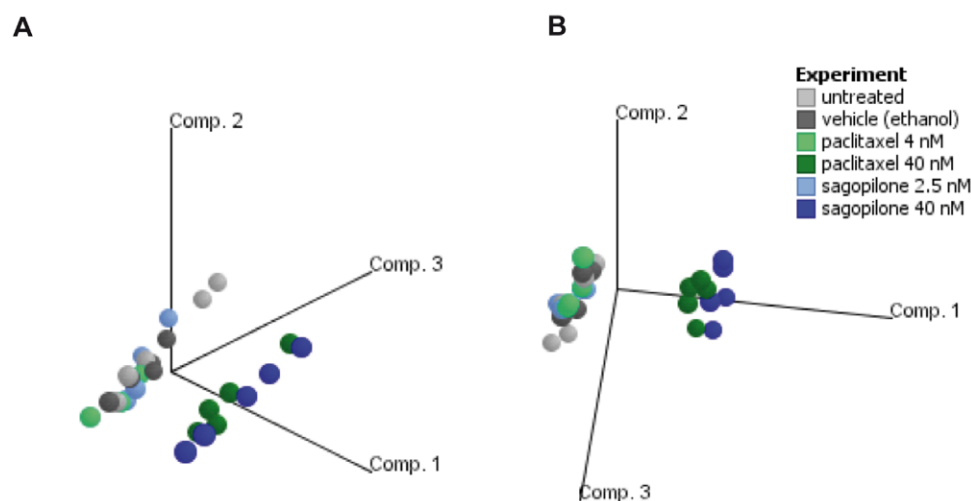 A
B
Experiment
untreated
vehicle (ethanol)
paclitaxel 4 nM
paclitaxel 40 nM
sagopilone 2.5 nM
sagopilone 40 nM
Comp. 2
Comp. 3
Comp. 1
Comp. 2
Comp. 1
Comp. 3